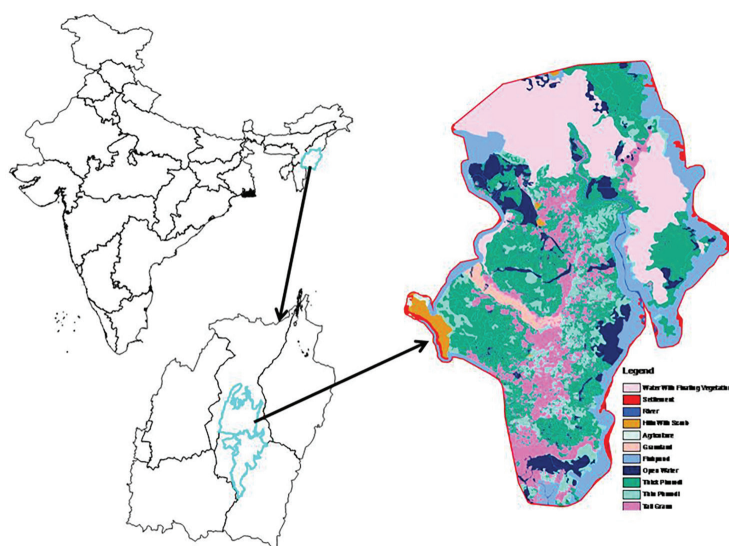 Legend
Water With Floating Vegetation
Settlement
River
Hills With Scrub
Agriculture
Grassland
Fishpond
Open Water
Thick Phumdi
Thin Phumdi
Tall Grass